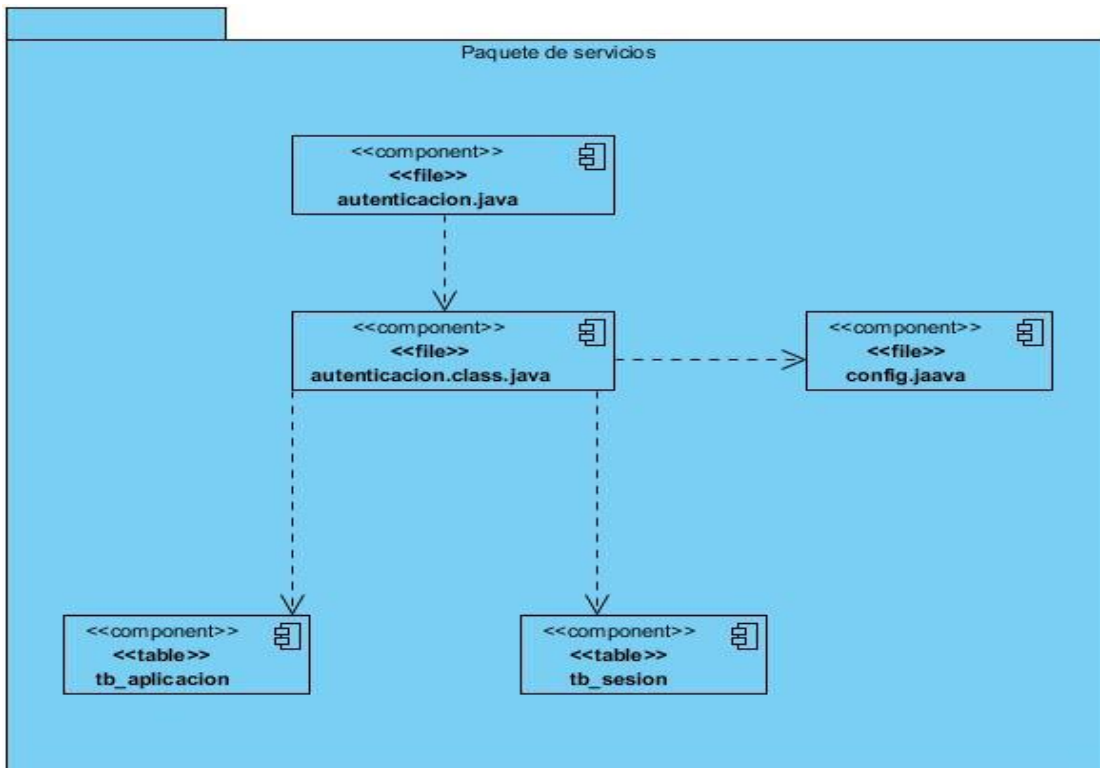 Paquete de servicios
<<component>>
<<file>>
autenticacion.java
<<component>>
<<file>>
autenticacion.class.java
<<component>>
<<file>>
config.jaava
<<component>>
<<table>>
tb_aplicacion
<<component>>
<<table>>
tb_sesion